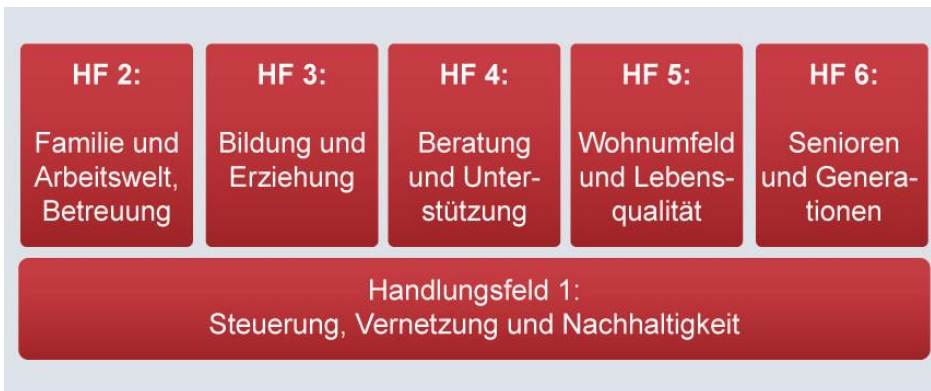 HF 2:
Familie und
Arbeitswelt,
Betreuung
HF 3:
Bildung und
Erziehung
HF 4:
Beratung
und Unter-
stützung
HF 5:
Wohnumfeld
und Lebens-
qualität
HF 6:
Senioren
und Genera-
tionen
Handlungsfeld 1:
Steuerung, Vernetzung und Nachhaltigkeit